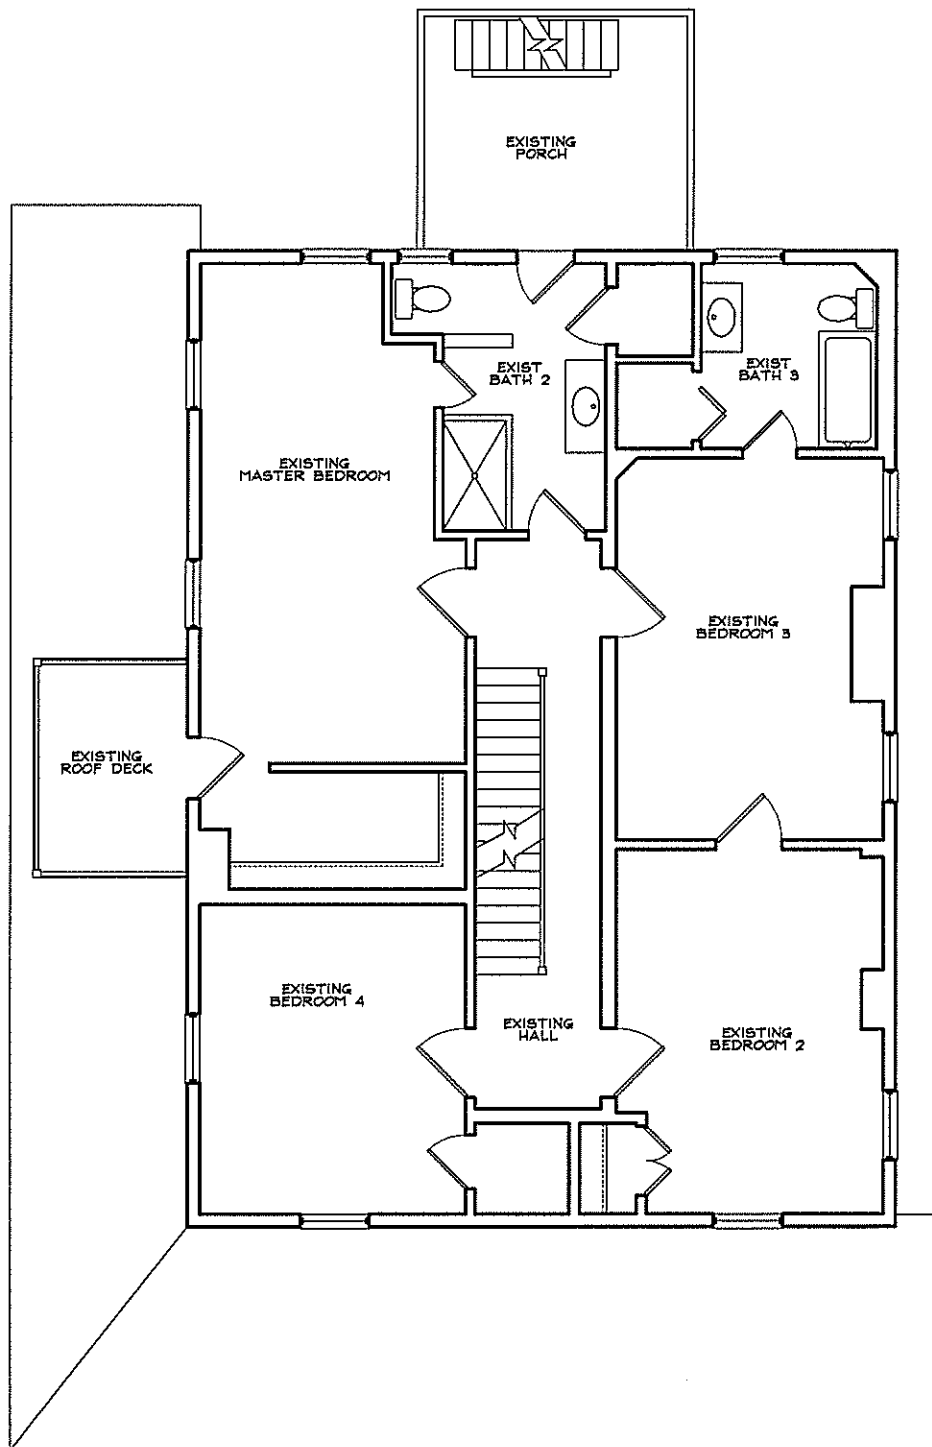 EXISTING
PORCH
EXIST
BATH 2
EXIST
BATH 3
EXISTING
MASTER BEDROOM
EXISTING
BEDROOM 3
EXISTING
ROOF DECK
EXISTING
BEDROOM 4
EXISTING
HALL
EXISTING
BEDROOM 2